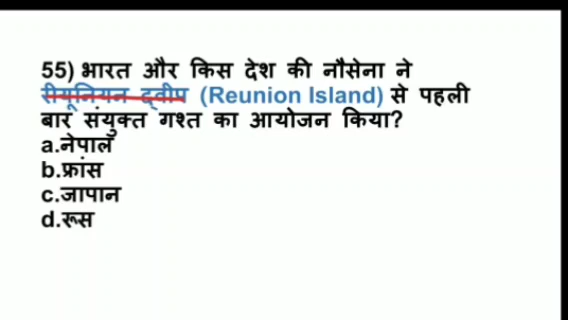 55) भारत और किस देश की नौसेना ने
रीयूनियन द्वीप (Reunion Island) से पहली
बार संयुक्त गश्त का आयोजन किया?
a.नेपाल
b.फ्रांस
c.जापान
d.रूस